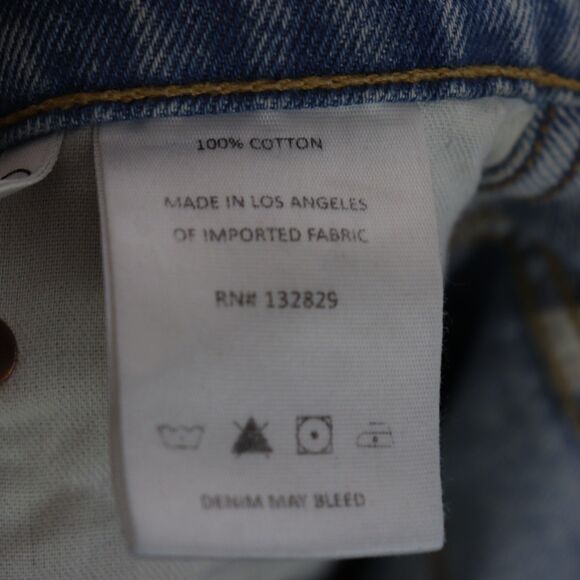 100% COTTON
MADE IN LOS ANGELES
OF IMPORTED FABRIC
RN# 132829
DENIM MAY BLEED